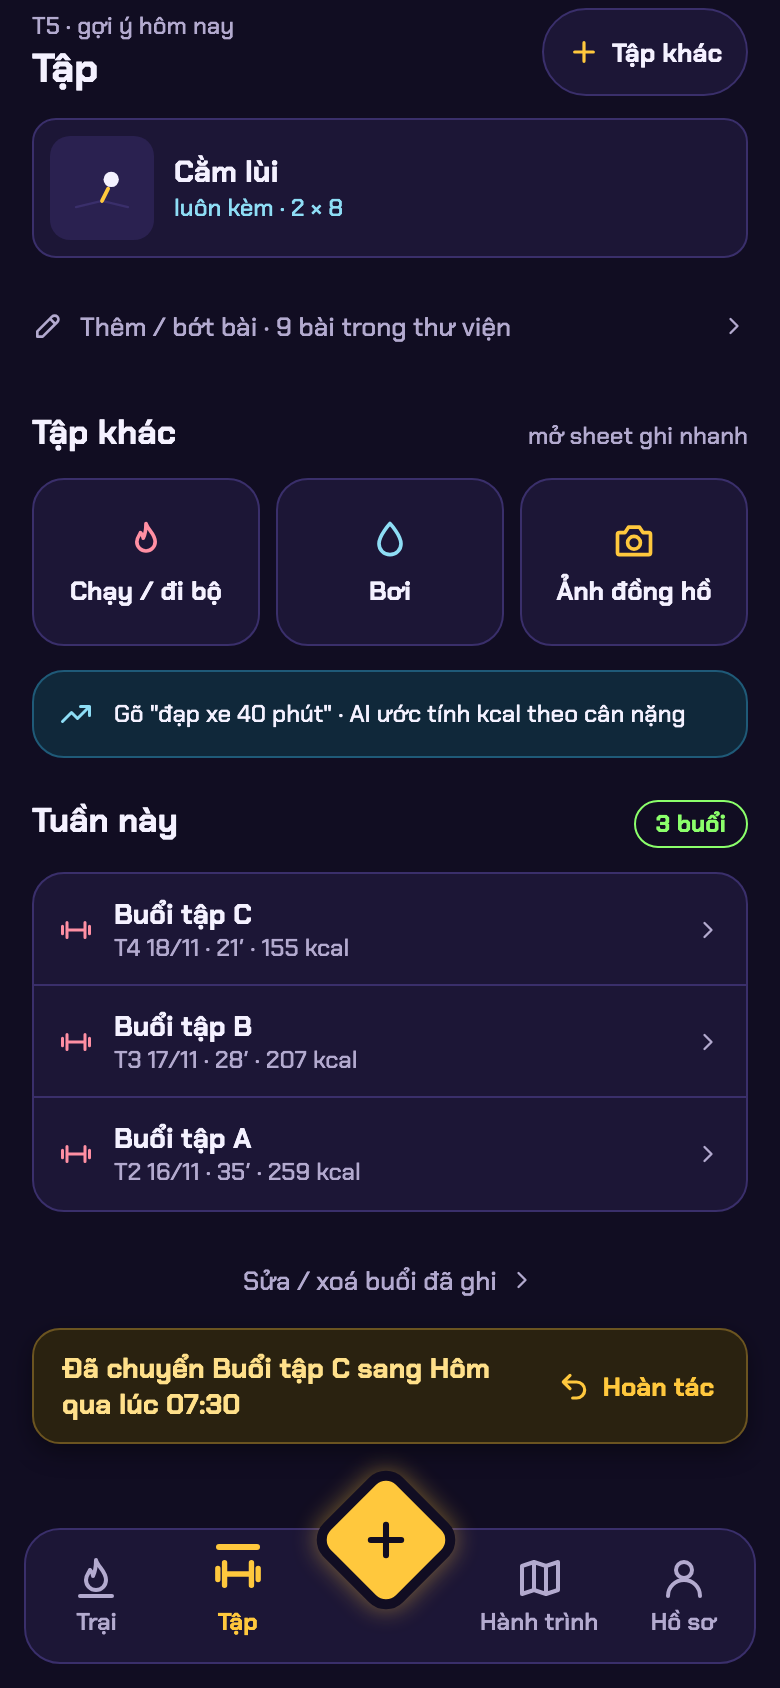 T5 · gợi ý hôm nay
Tập
Tập khác
Cằm lùi
luôn kèm · 2 × 8
Thêm / bớt bài · 9 bài trong thư viện
Tập khác
mở sheet ghi nhanh
Chạy / đi bộ
Bơi
Ảnh đồng hồ
Gõ "đạp xe 40 phút" · AI ước tính kcal theo cân nặng
Tuần này
3 buổi
Buổi tập C
T4 18/11 · 21′ · 155 kcal
Buổi tập B
T3 17/11 · 28′ · 207 kcal
Buổi tập A
T2 16/11 · 35′ · 259 kcal
Sửa / xoá buổi đã ghi
Đã chuyển Buổi tập C sang Hôm
qua lúc 07:30
Hoàn tác
Trại
Tập
Hành trình
Hồ sơ